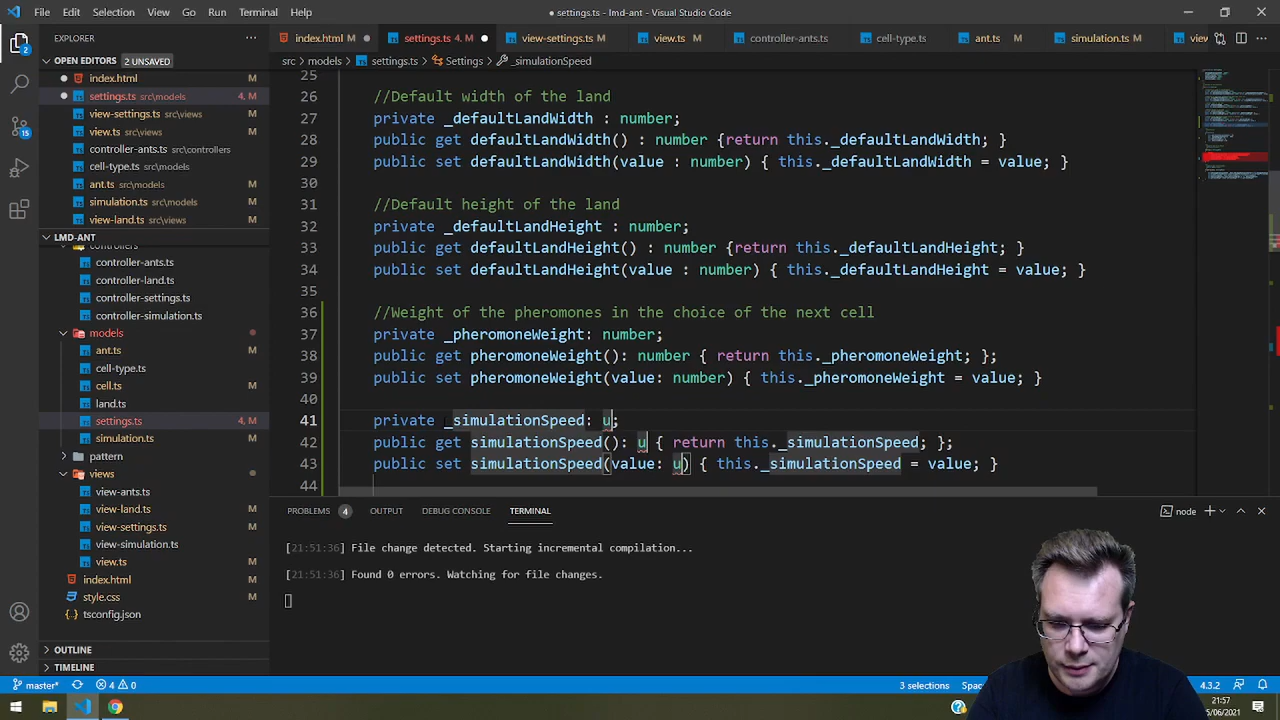 File Edit Selection View Go Run Terminal Help
● settings.ts - lmd-ant - Visual Studio Code
EXPLORER
index.html M
settings.ts 4, M
view-settings.ts M
view.ts M
controller-ants.ts
cell-type.ts
ant.ts M
simulation.ts M
OPEN EDITORS 2 UNSAVED
src > models > settings.ts > Settings > _simulationSpeed
index.html M
settings.ts src\models 4, M
view-settings.ts src\views M
view.ts src\views M
controller-ants.ts src\controllers
cell-type.ts src\models
ant.ts src\models M
simulation.ts src\models M
view-land.ts src\views M
LMD-ANT
controllers
controller-ants.ts
controller-land.ts
controller-settings.ts
controller-simulation.ts
models
ant.ts M
cell-type.ts
cell.ts M
land.ts
settings.ts 4, M
simulation.ts M
pattern
views
view-ants.ts
view-land.ts M
view-settings.ts M
view-simulation.ts
view.ts M
index.html M
style.css M
tsconfig.json
OUTLINE
TIMELINE
25
26 //Default width of the land
27 private _defaultLandWidth : number;
28 public get defaultLandWidth() : number {return this._defaultLandWidth; }
29 public set defaultLandWidth(value : number) { this._defaultLandWidth = value; }
30
31 //Default height of the land
32 private _defaultLandHeight : number;
33 public get defaultLandHeight() : number {return this._defaultLandHeight; }
34 public set defaultLandHeight(value : number) { this._defaultLandHeight = value; }
35
36 //Weight of the pheromones in the choice of the next cell
37 private _pheromoneWeight: number;
38 public get pheromoneWeight(): number { return this._pheromoneWeight; };
39 public set pheromoneWeight(value: number) { this._pheromoneWeight = value; }
40
41 private _simulationSpeed: u;
42 public get simulationSpeed(): u { return this._simulationSpeed; };
43 public set simulationSpeed(value: u) { this._simulationSpeed = value; }
44
PROBLEMS 4 OUTPUT DEBUG CONSOLE TERMINAL
node
[21:51:36] File change detected. Starting incremental compilation...
[21:51:36] Found 0 errors. Watching for file changes.
master* 4 0
3 selections
4.3.2
21:57